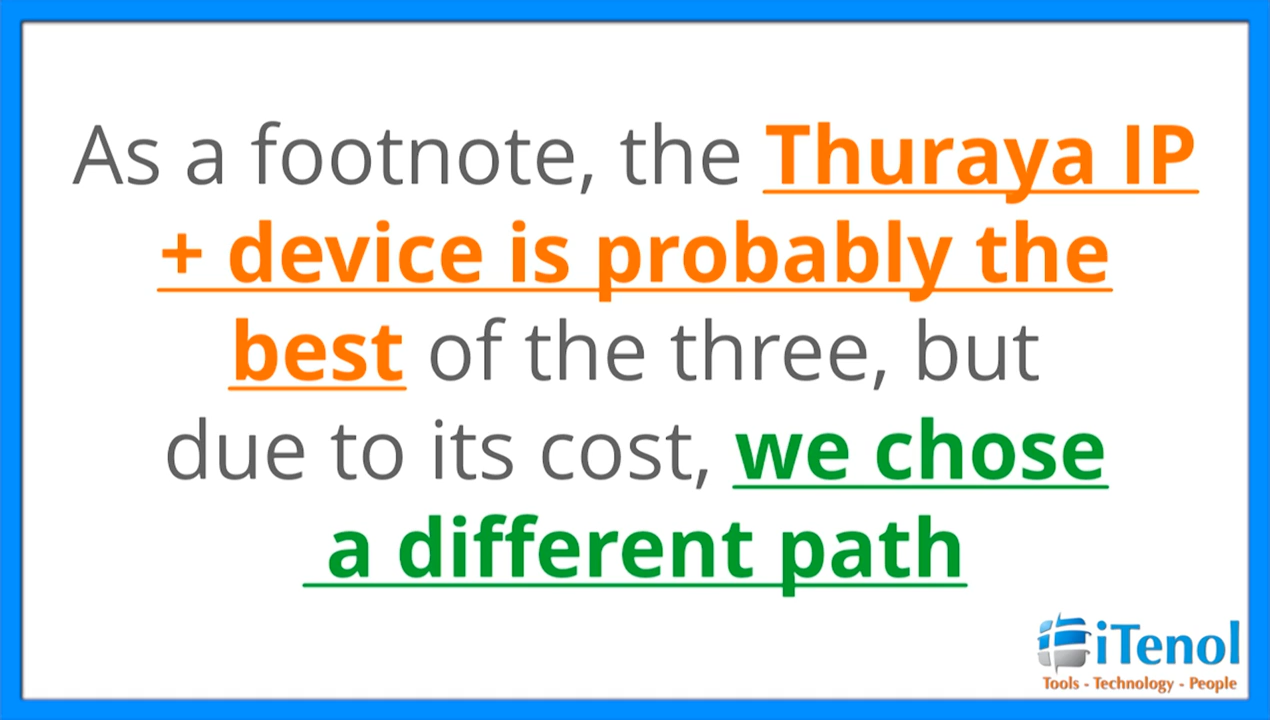 As a footnote, the Thuraya IP
+ device is probably the
best of the three, but
due to its cost, we chose
a different path
iTenol
Tools - Technology - People